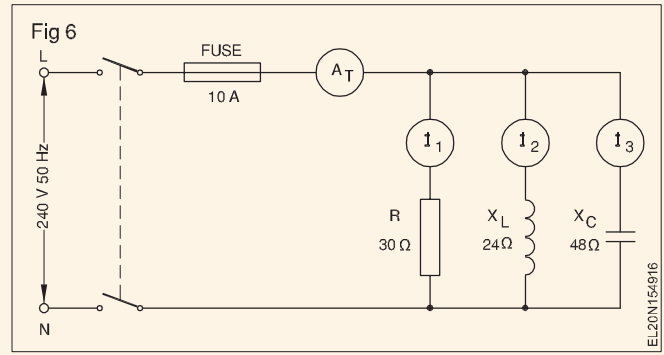 Fig 6
L
FUSE
10 A
A T
I 1
I 2
I 3
240 V 50 Hz
R
30 Ω
X L
24 Ω
X C
48 Ω
N
EL20N154916